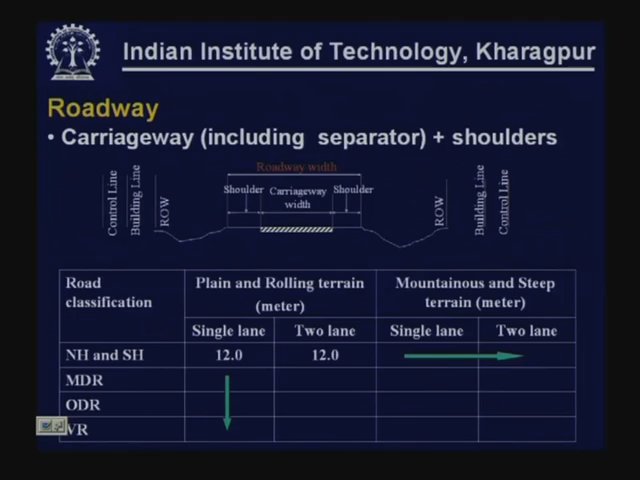 Indian Institute of Technology, Kharagpur
Roadway
• Carriageway (including separator) + shoulders
Roadway width
Shoulder Carriageway width Shoulder
Control Line
Building Line
ROW
ROW
Building Line
Control Line
Road classification
Plain and Rolling terrain (meter)
Mountainous and Steep terrain (meter)
Single lane Two lane Single lane Two lane
NH and SH 12.0 12.0
MDR
ODR
VR